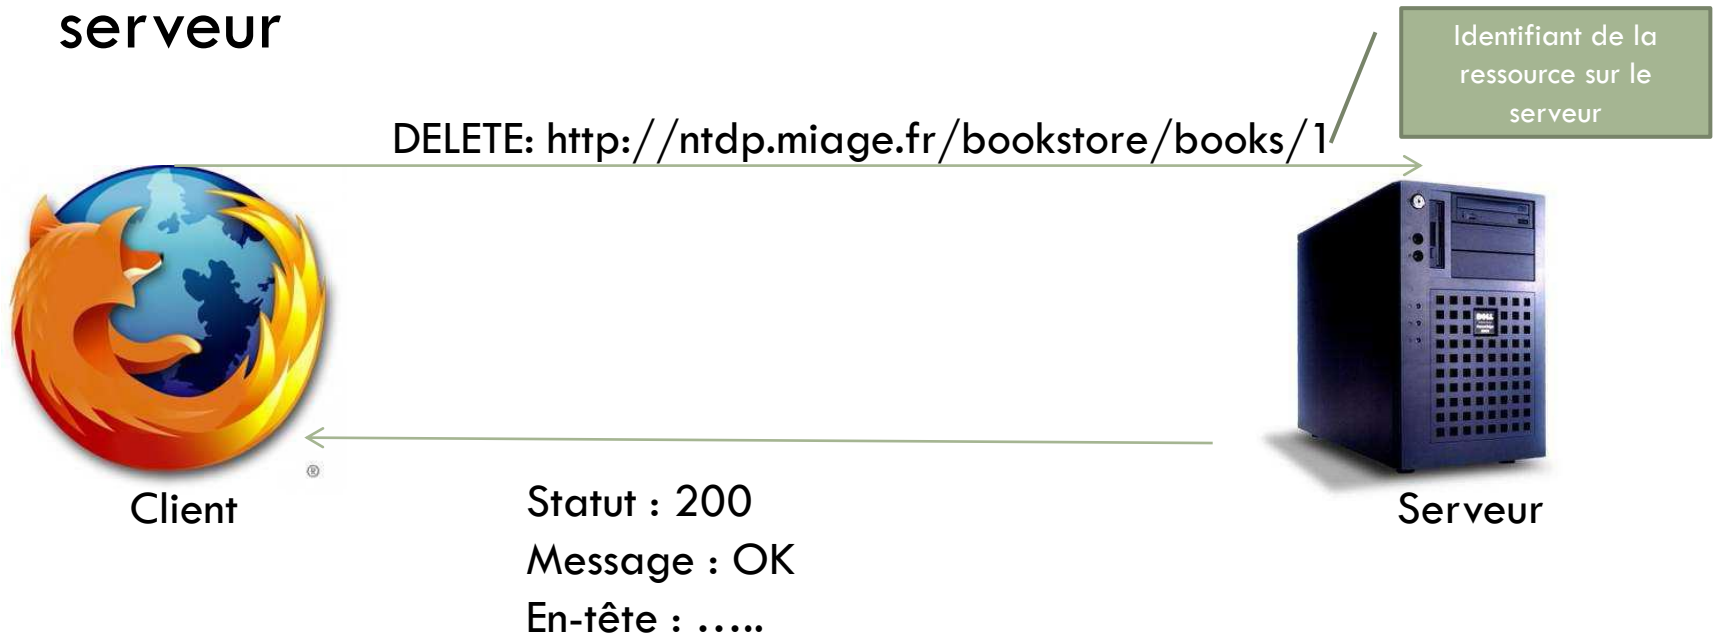 serveur
Identifiant de la
ressource sur le
serveur
DELETE: http://ntdp.miage.fr/bookstore/books/1
®
DELL
Client
Statut : 200
Message : OK
En-tête : …..
Serveur